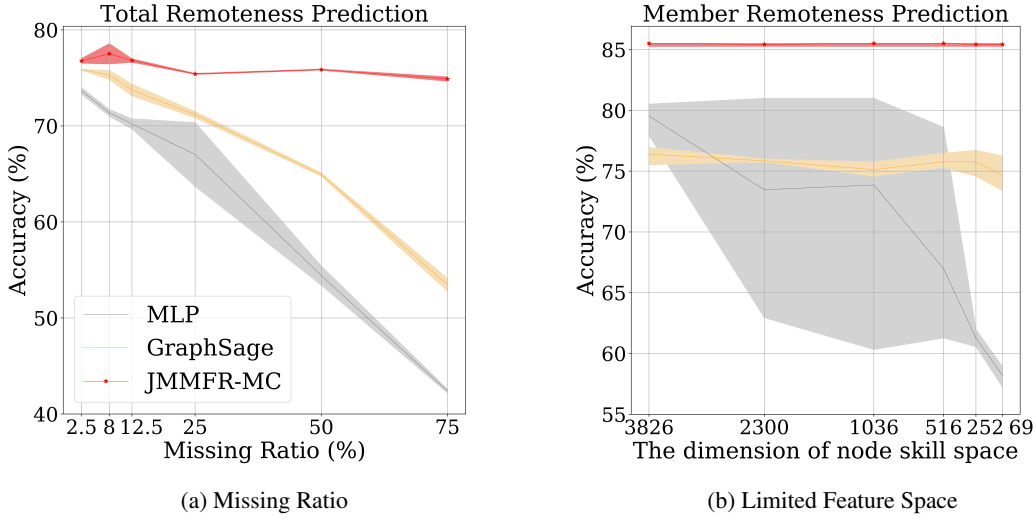 Total Remoteness Prediction
Accuracy (%)
80
70
60
50
40
MLP
GraphSage
JMMFR-MC
2.5 8 12.5 25 50 75
Missing Ratio (%)
(a) Missing Ratio
Member Remoteness Prediction
Accuracy (%)
85
80
75
70
65
60
55
3826 2300 1036 516 252 69
The dimension of node skill space
(b) Limited Feature Space